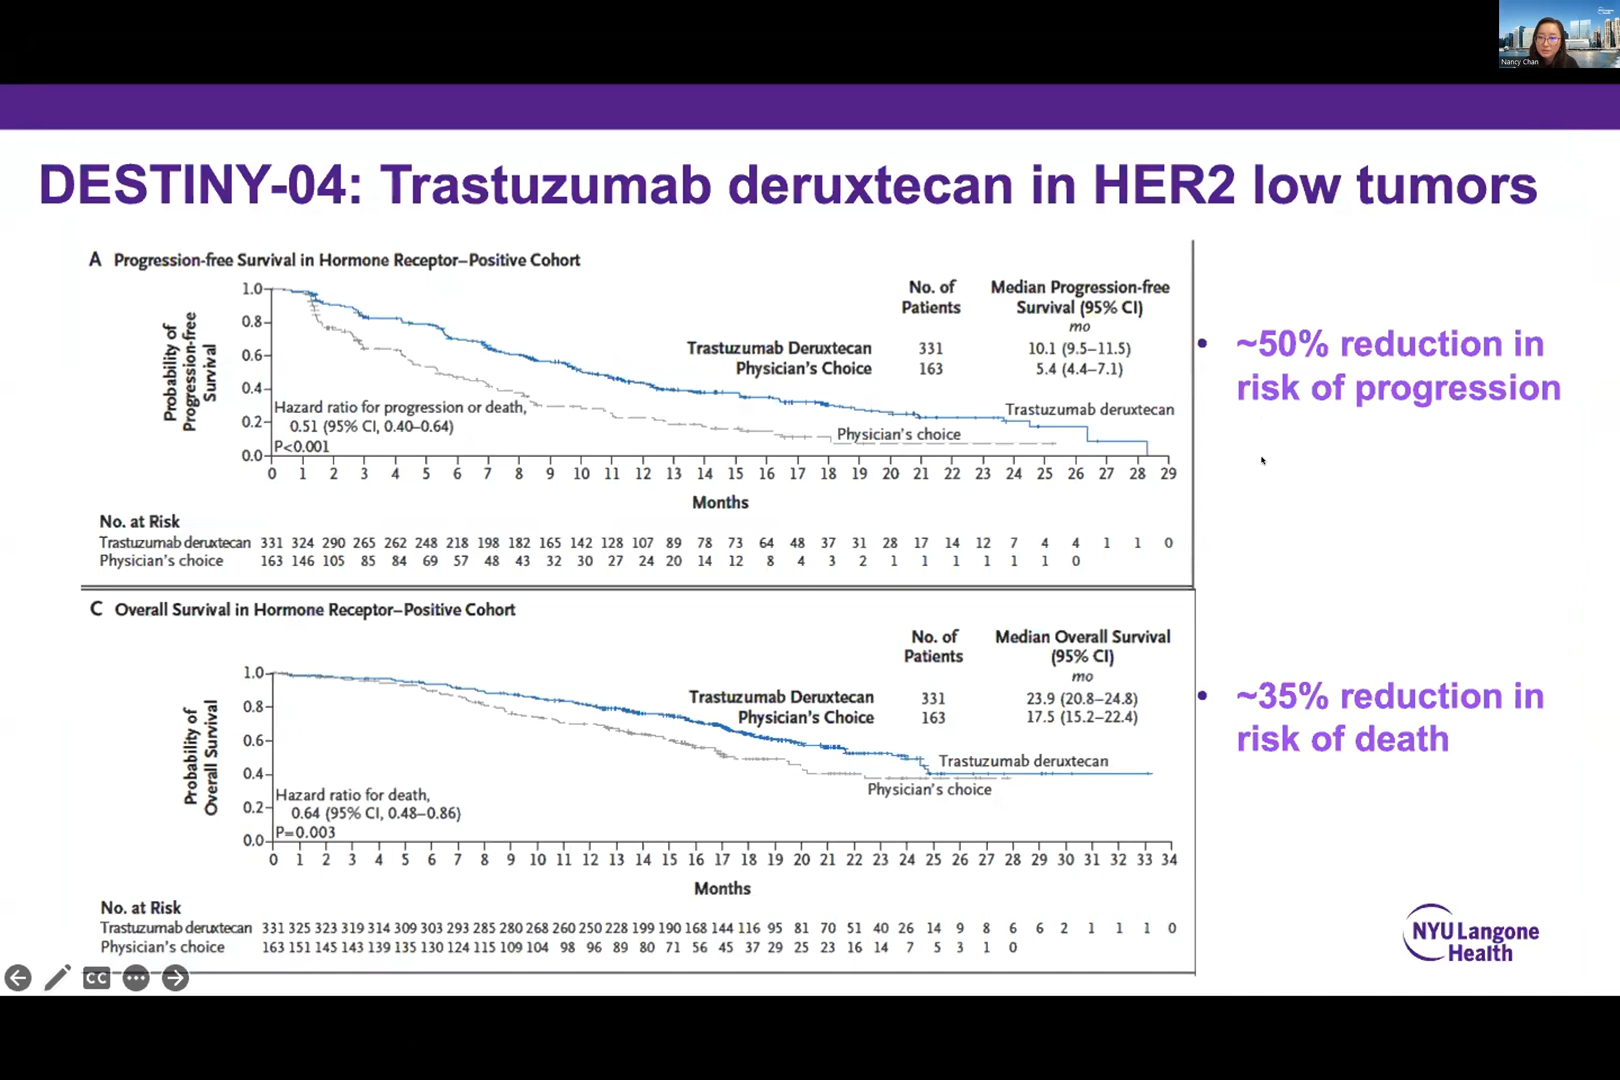 Nancy Chan
DESTINY-04: Trastuzumab deruxtecan in HER2 low tumors
A Progression-free Survival in Hormone Receptor–Positive Cohort
Probability of
Progression-free
Survival
1.0
0.8
0.6
0.4
0.2
0.0
No. of
Patients
Median Progression-free
Survival (95% CI)
mo
Trastuzumab Deruxtecan 331 10.1 (9.5–11.5)
Physician's Choice 163 5.4 (4.4–7.1)
Hazard ratio for progression or death,
0.51 (95% CI, 0.40–0.64)
P<0.001
Trastuzumab deruxtecan
Physician's choice
0 1 2 3 4 5 6 7 8 9 10 11 12 13 14 15 16 17 18 19 20 21 22 23 24 25 26 27 28 29
Months
No. at Risk
Trastuzumab deruxtecan 331 324 290 265 262 248 218 198 182 165 142 128 107 89 78 73 64 48 37 31 28 17 14 12 7 4 4 1 1 0
Physician's choice 163 146 105 85 84 69 57 48 43 32 30 27 24 20 14 12 8 4 3 2 1 1 1 1 1 1 0
• ~50% reduction in
risk of progression
C Overall Survival in Hormone Receptor–Positive Cohort
Probability of
Overall Survival
1.0
0.8
0.6
0.4
0.2
0.0
No. of
Patients
Median Overall Survival
(95% CI)
mo
Trastuzumab Deruxtecan 331 23.9 (20.8–24.8)
Physician's Choice 163 17.5 (15.2–22.4)
Hazard ratio for death,
0.64 (95% CI, 0.48–0.86)
P=0.003
Trastuzumab deruxtecan
Physician's choice
0 1 2 3 4 5 6 7 8 9 10 11 12 13 14 15 16 17 18 19 20 21 22 23 24 25 26 27 28 29 30 31 32 33 34
Months
No. at Risk
Trastuzumab deruxtecan 331 325 323 319 314 309 303 293 285 280 268 260 250 228 199 190 168 144 116 95 81 70 51 40 26 14 9 8 6 6 2 1 1 1 0
Physician's choice 163 151 145 143 139 135 130 124 115 109 104 98 96 89 80 71 56 45 37 29 25 23 16 14 7 5 3 1 0
• ~35% reduction in
risk of death
NYU Langone
Health
CC